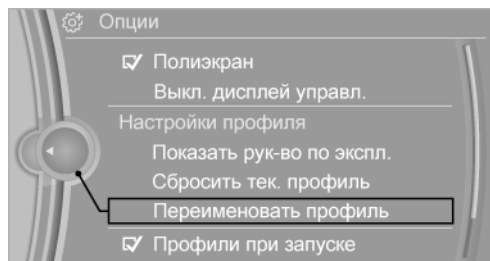 Опции
Полиэкран
Выкл. дисплей управл.
Настройки профиля
Показать рук-во по экспл.
Сбросить тек. профиль
Переименовать профиль
Профили при запуске